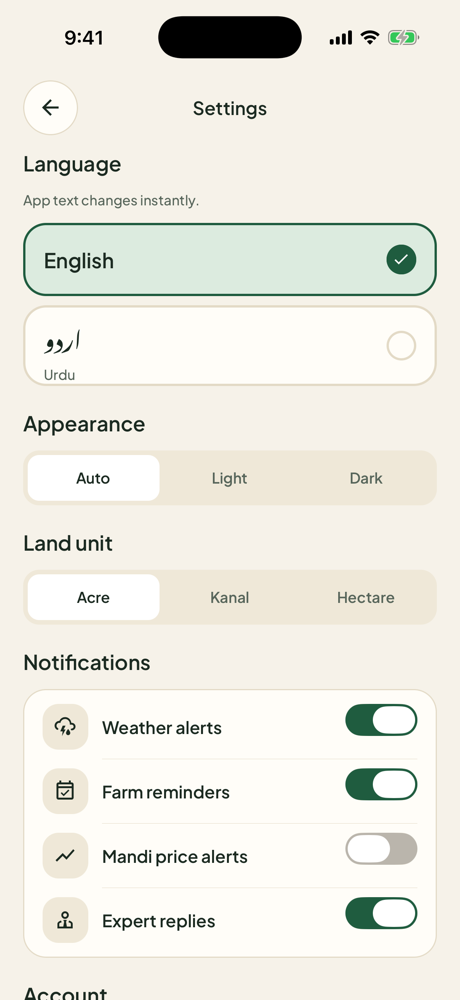 9:41
Settings
Language
App text changes instantly.
English
اردو
Urdu
Appearance
Auto Light Dark
Land unit
Acre Kanal Hectare
Notifications
Weather alerts
Farm reminders
Mandi price alerts
Expert replies
Account